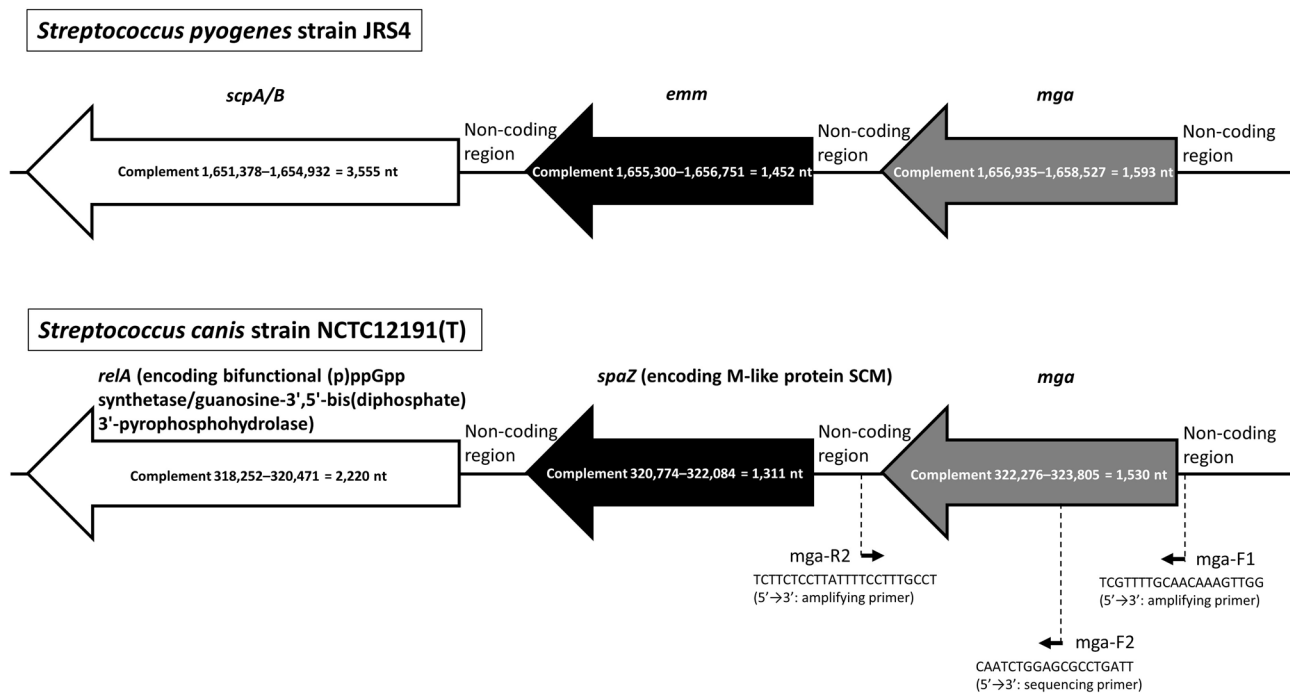 Streptococcus pyogenes strain JRS4
scpA/B
emm
mga
Non-coding
region
Non-coding
region
Non-coding
region
Complement 1,651,378–1,654,932 = 3,555 nt
Complement 1,655,300–1,656,751 = 1,452 nt
Complement 1,656,935–1,658,527 = 1,593 nt
Streptococcus canis strain NCTC12191(T)
relA (encoding bifunctional (p)ppGpp
synthetase/guanosine-3',5'-bis(diphosphate)
3'-pyrophosphohydrolase)
spaZ (encoding M-like protein SCM)
mga
Non-coding
region
Non-coding
region
Non-coding
region
Complement 318,252–320,471 = 2,220 nt
Complement 320,774–322,084 = 1,311 nt
Complement 322,276–323,805 = 1,530 nt
mga-R2
TCTTCTCCTTATTTTCCTTTGCCT
(5’→3’: amplifying primer)
mga-F1
TCGTTTTGCAACAAAGTTGG
(5’→3’: amplifying primer)
mga-F2
CAATCTGGAGCGCCTGATT
(5’→3’: sequencing primer)